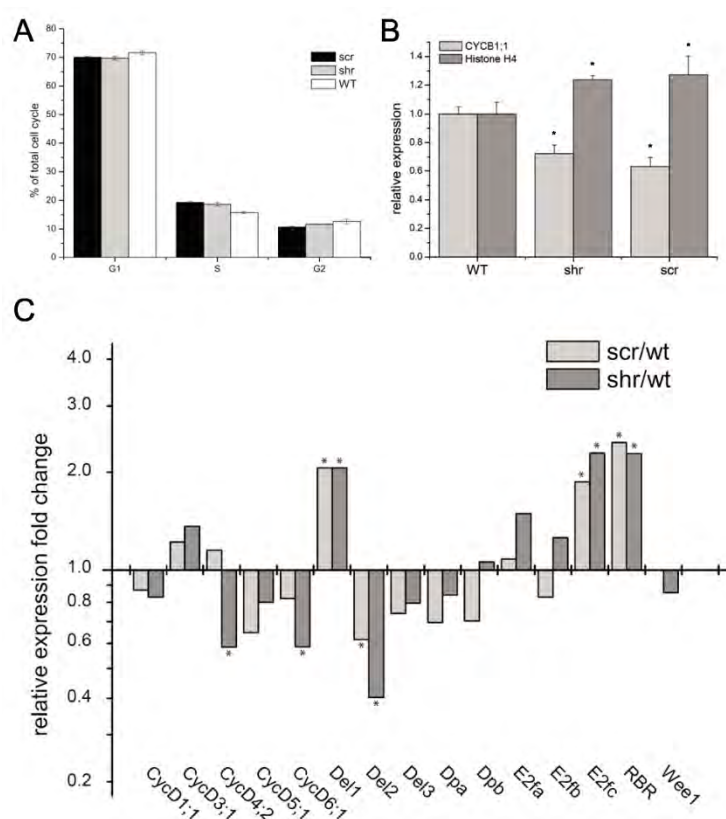 A
80
70
60
50
40
30
20
10
0
% of total cell cycle
scr
shr
WT
G1 S G2
B
1.4
1.2
1.0
0.8
0.6
0.4
0.2
0.0
relative expression
CYCB1;1
Histone H4
*
*
*
*
WT shr scr
C
4.0
3.0
2.0
1.0
0.8
0.6
0.4
0.2
relative expression fold change
scr/wt
shr/wt
* *
* *
* *
*
*
*
*
CycD1;1
CycD3;1
CycD4;2
CycD5;1
CycD6;1
Del1
Del2
Del3
Dpa
Dpb
E2fa
E2fb
E2fc
RBR
Wee1